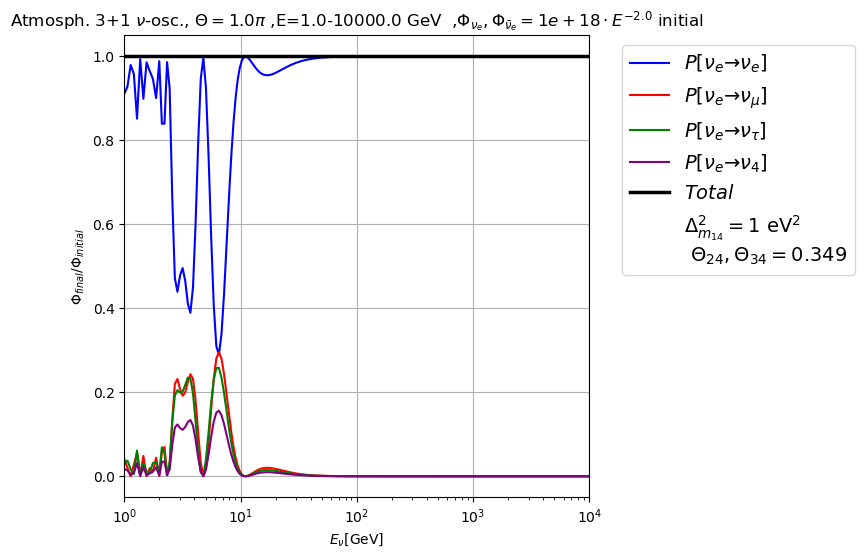 Atmosph. 3+1 ν-osc., Θ = 1.0π ,E=1.0-10000.0 GeV ,Φ_{ν_e}, Φ_{ν̄_e} = 1e + 18 · E^{-2.0} initial
P[ν_e→ν_e]
P[ν_e→ν_μ]
P[ν_e→ν_τ]
P[ν_e→ν_4]
Total
Δ^2_{m_{14}} = 1 eV^2
Θ_{24}, Θ_{34} = 0.349
Φ_{final}/Φ_{initial}
1.0
0.8
0.6
0.4
0.2
0.0
10^0 10^1 10^2 10^3 10^4
E_ν[GeV]